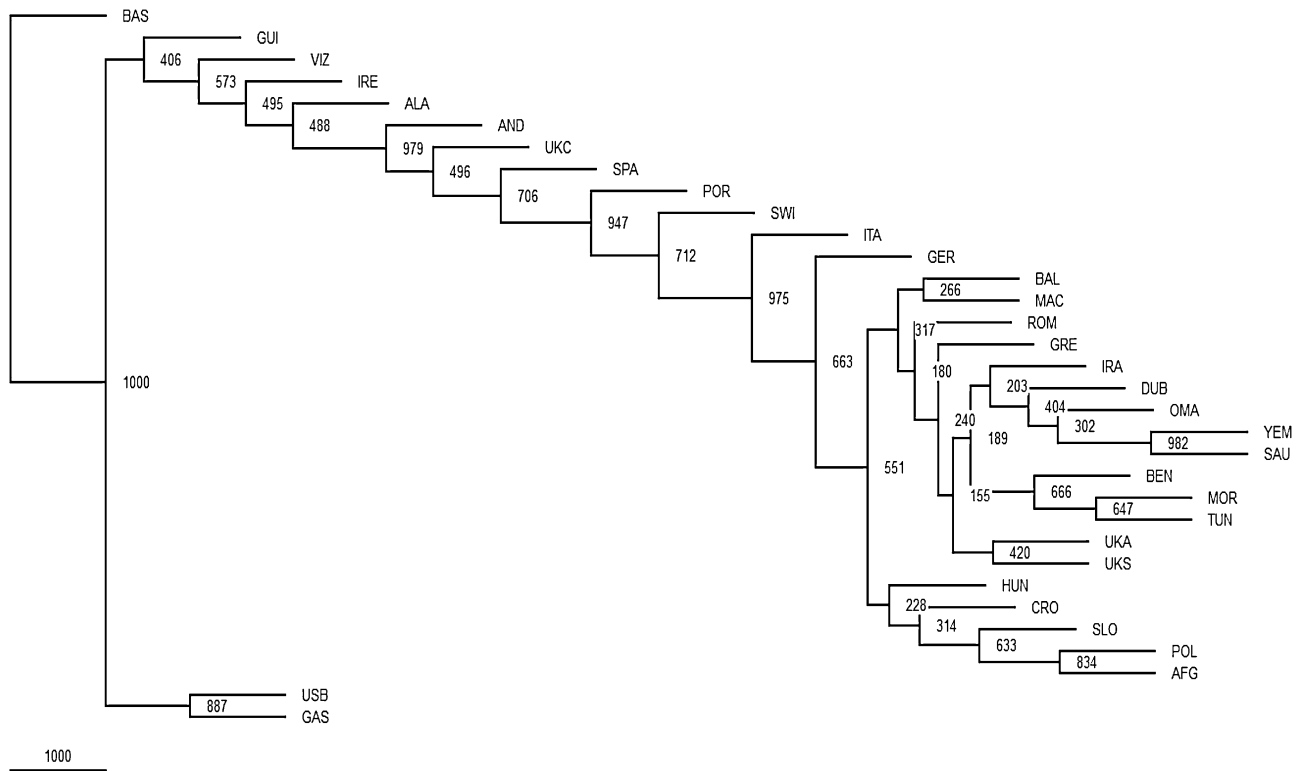 BAS
GUI
406
VIZ
573
IRE
495
ALA
488
AND
979
UKC
496
SPA
706
POR
947
SWI
712
ITA
975
GER
663
BAL
266
MAC
ROM
317
GRE
180
IRA
203
DUB
404
OMA
240
302
189
YEM
982
SAU
1000
551
BEN
155
666
MOR
647
TUN
UKA
420
UKS
HUN
228
CRO
314
SLO
633
POL
834
AFG
USB
887
GAS
1000